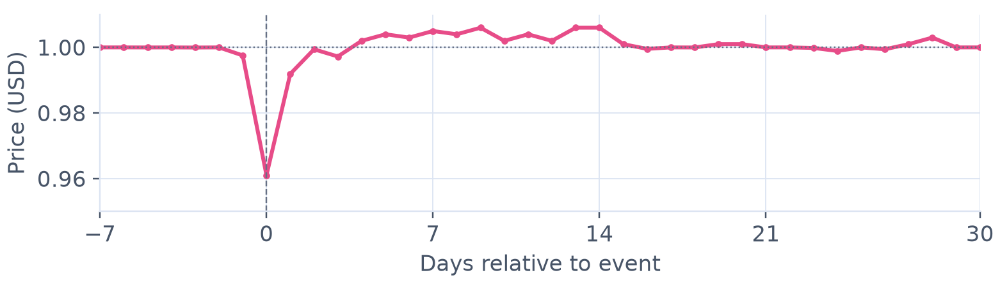 Price (USD)
1.00
0.98
0.96
−7 0 7 14 21 30
Days relative to event